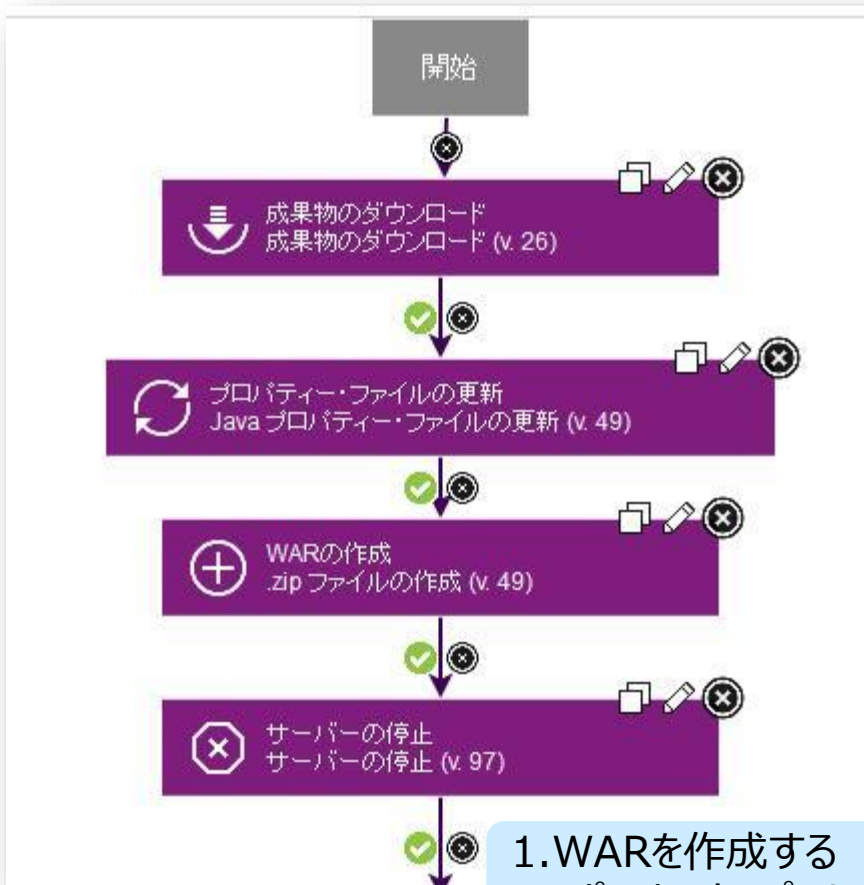 開始
成果物のダウンロード
成果物のダウンロード (v. 26)
プロパティー・ファイルの更新
Java プロパティー・ファイルの更新 (v. 49)
WARの作成
.zip ファイルの作成 (v. 49)
サーバーの停止
サーバーの停止 (v. 97)
1.WARを作成する